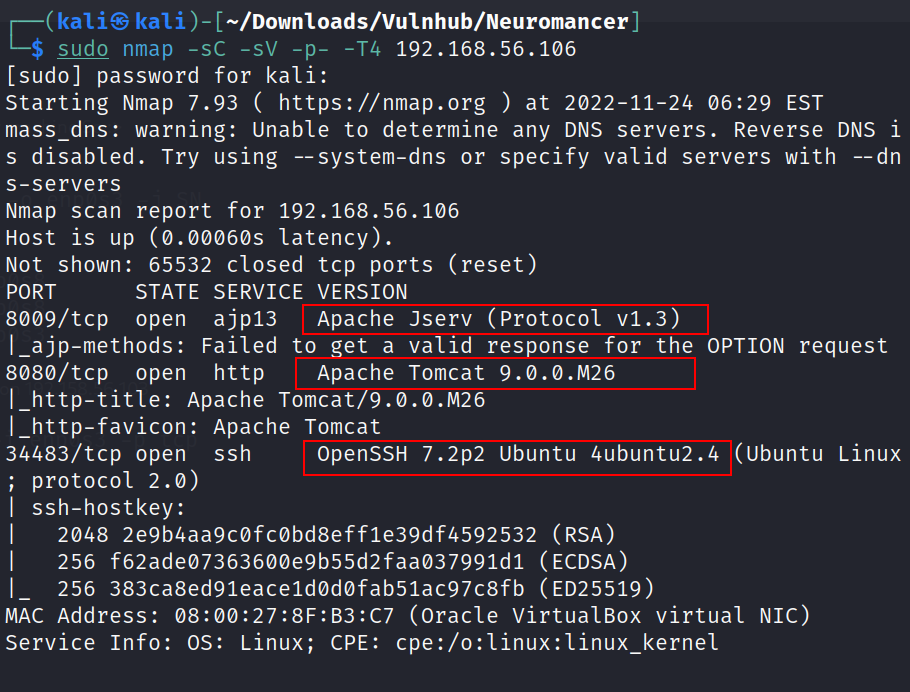 ┌──(kali㉿kali)-[~/Downloads/Vulnhub/Neuromancer]
└─$ sudo nmap -sC -sV -p- -T4 192.168.56.106
[sudo] password for kali:
Starting Nmap 7.93 ( https://nmap.org ) at 2022-11-24 06:29 EST
mass_dns: warning: Unable to determine any DNS servers. Reverse DNS i
s disabled. Try using --system-dns or specify valid servers with --dn
s-servers
Nmap scan report for 192.168.56.106
Host is up (0.00060s latency).
Not shown: 65532 closed tcp ports (reset)
PORT      STATE SERVICE VERSION
8009/tcp  open  ajp13   Apache Jserv (Protocol v1.3)
|_ajp-methods: Failed to get a valid response for the OPTION request
8080/tcp  open  http    Apache Tomcat 9.0.0.M26
|_http-title: Apache Tomcat/9.0.0.M26
|_http-favicon: Apache Tomcat
34483/tcp open  ssh     OpenSSH 7.2p2 Ubuntu 4ubuntu2.4 (Ubuntu Linux
; protocol 2.0)
| ssh-hostkey:
|   2048 2e9b4aa9c0fc0bd8eff1e39df4592532 (RSA)
|   256 f62ade07363600e9b55d2faa037991d1 (ECDSA)
|_  256 383ca8ed91eace1d0d0fab51ac97c8fb (ED25519)
MAC Address: 08:00:27:8F:B3:C7 (Oracle VirtualBox virtual NIC)
Service Info: OS: Linux; CPE: cpe:/o:linux:linux_kernel